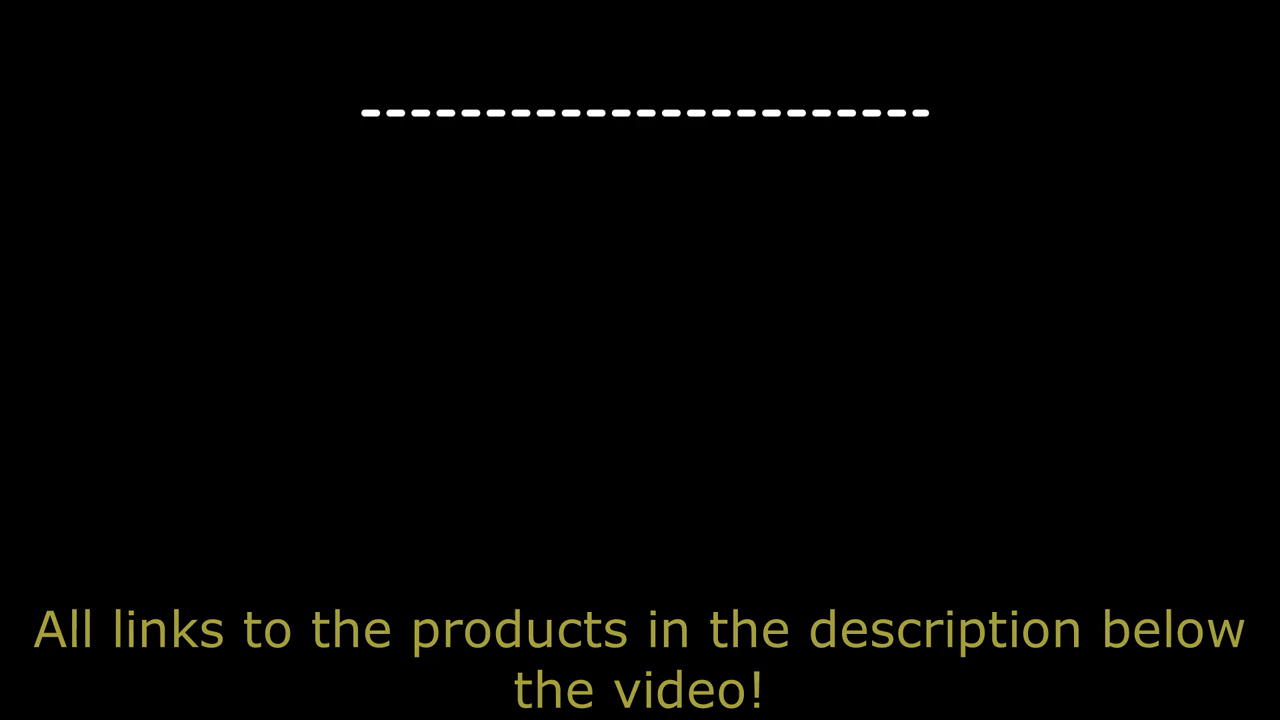 All links to the products in the description below
the video!